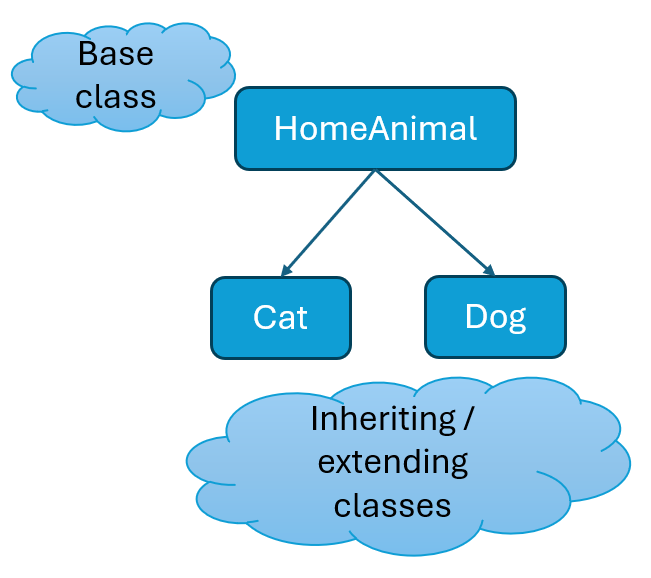 Base
class
HomeAnimal
Cat
Dog
Inheriting /
extending
classes